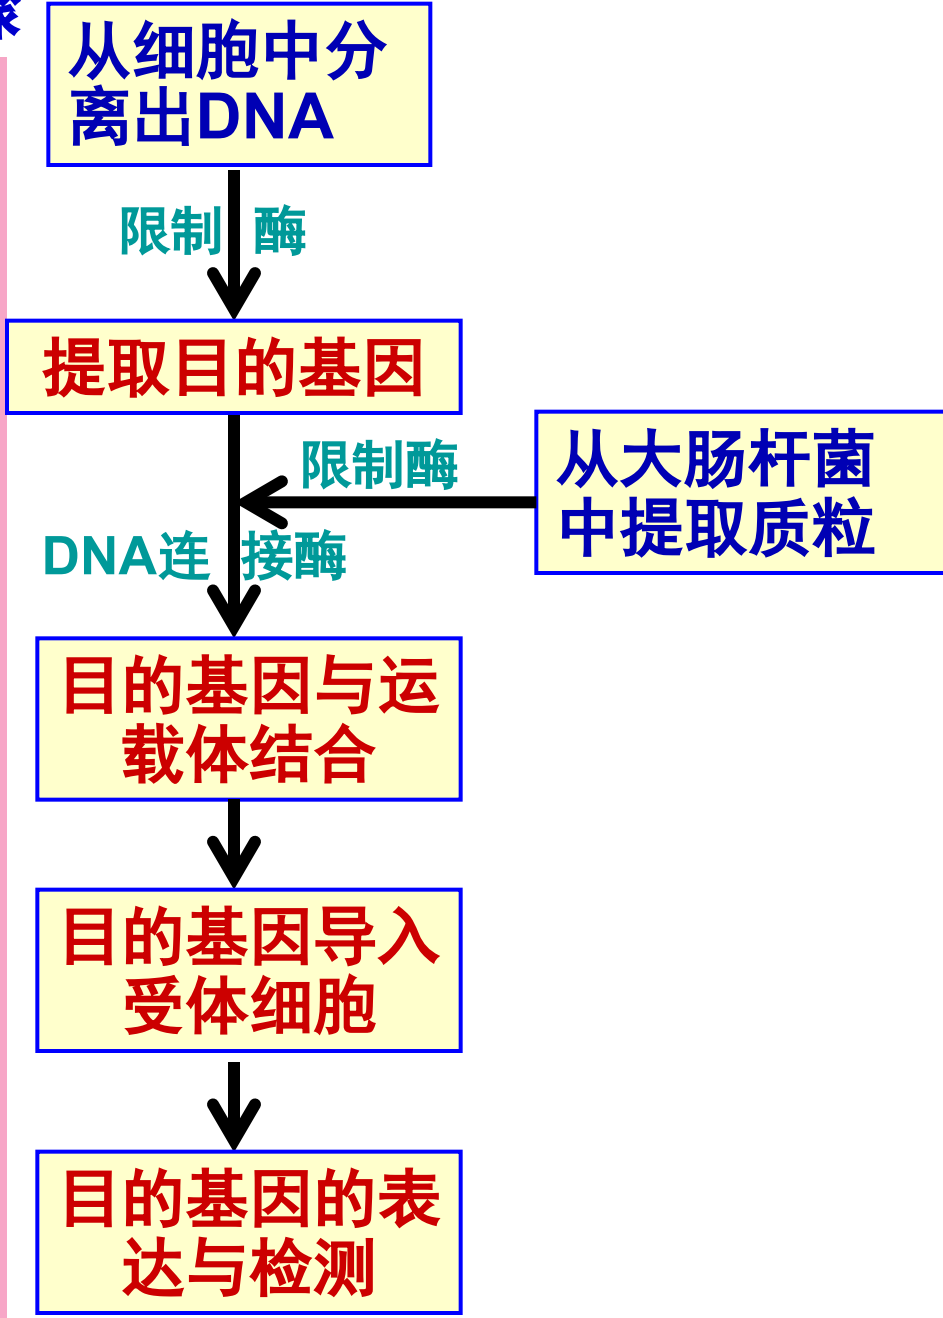 骤
从细胞中分
离出DNA
限制 酶
提取目的基因
限制酶
从大肠杆菌
中提取质粒
DNA连 接酶
目的基因与运
载体结合
目的基因导入
受体细胞
目的基因的表
达与检测